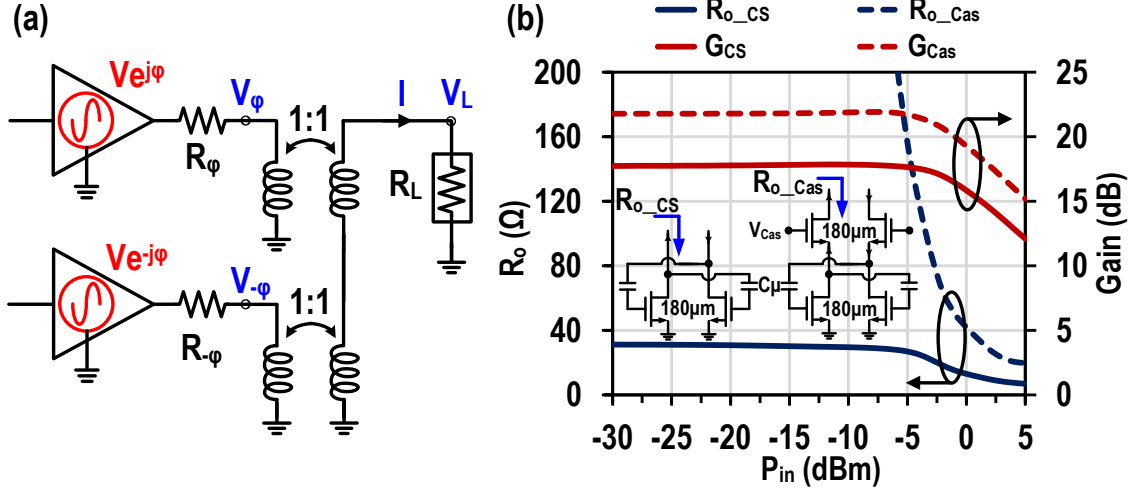 (a)
Ve^jφ
V_φ
1:1
I
V_L
R_φ
R_L
Ve^-jφ
V_-φ
1:1
R_-φ
(b)
R_o_CS
R_o_Cas
G_CS
G_Cas
200
160
120
80
40
0
R_o (Ω)
25
20
15
10
5
0
Gain (dB)
R_o_CS
R_o_Cas
V_Cas
180μm
Cμ
180μm
180μm
-30 -25 -20 -15 -10 -5 0 5
P_in (dBm)